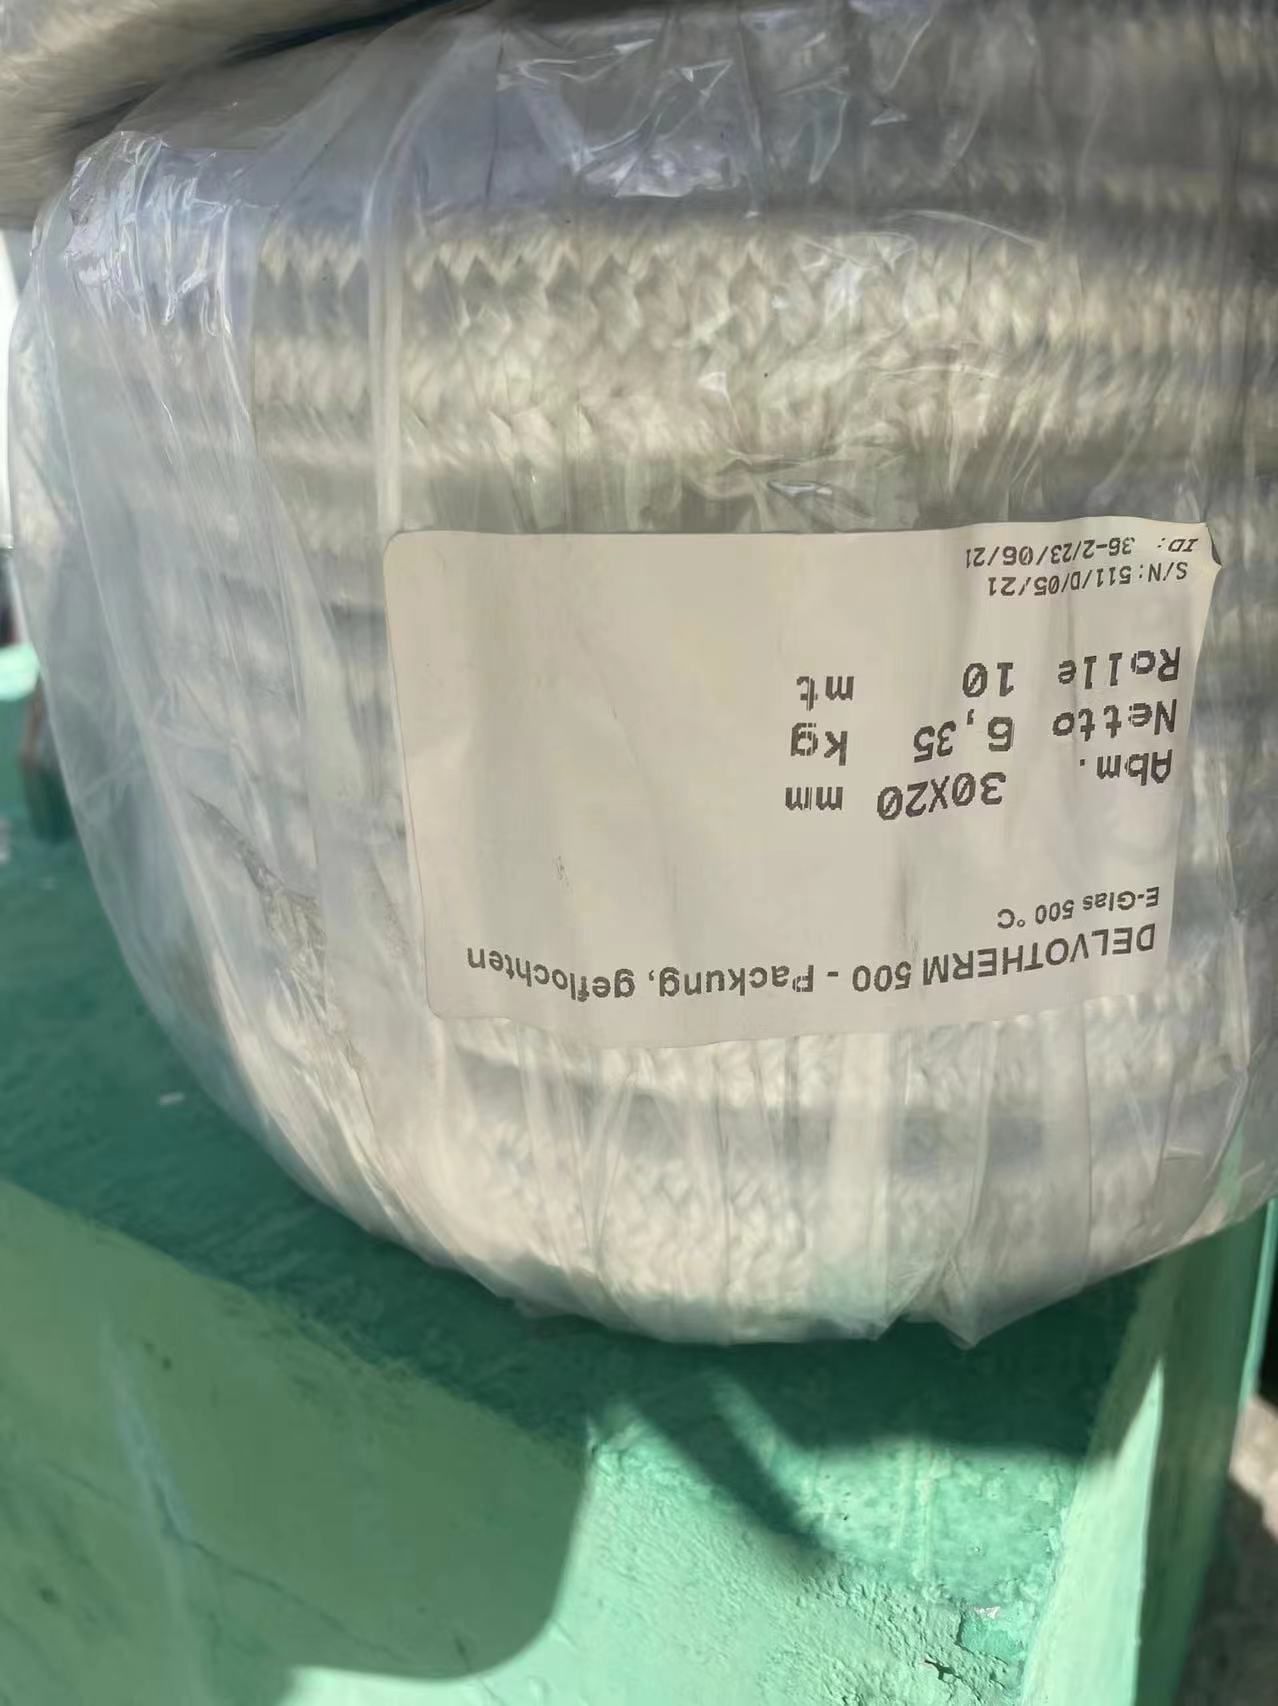 DELVOTHERM 500 - Packung, geflochten
E-Glas 500 °C
Abm. 30X20 mm
Netto 6,35 kg
Rolle 10 mt
S/N: 511/D/05/21
ID: 36-2/23/06/21